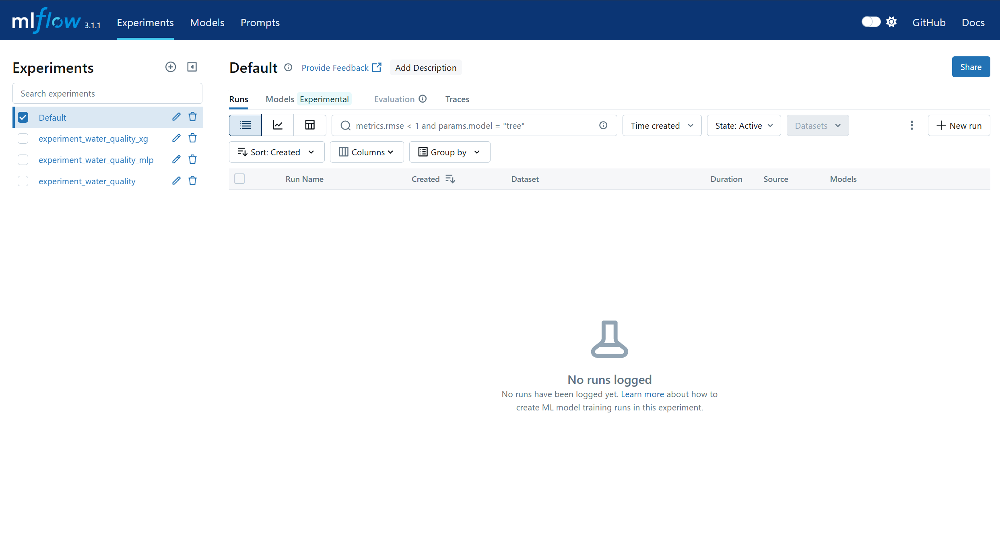 mlflow 3.1.1 Experiments Models Prompts GitHub Docs
Experiments
Search experiments
Default
experiment_water_quality_xg
experiment_water_quality_mlp
experiment_water_quality
Default Provide Feedback Add Description Share
Runs Models Experimental Evaluation Traces
metrics.rmse < 1 and params.model = "tree" Time created State: Active Datasets New run
Sort: Created Columns Group by
Run Name Created Dataset Duration Source Models
No runs logged
No runs have been logged yet. Learn more about how to
create ML model training runs in this experiment.